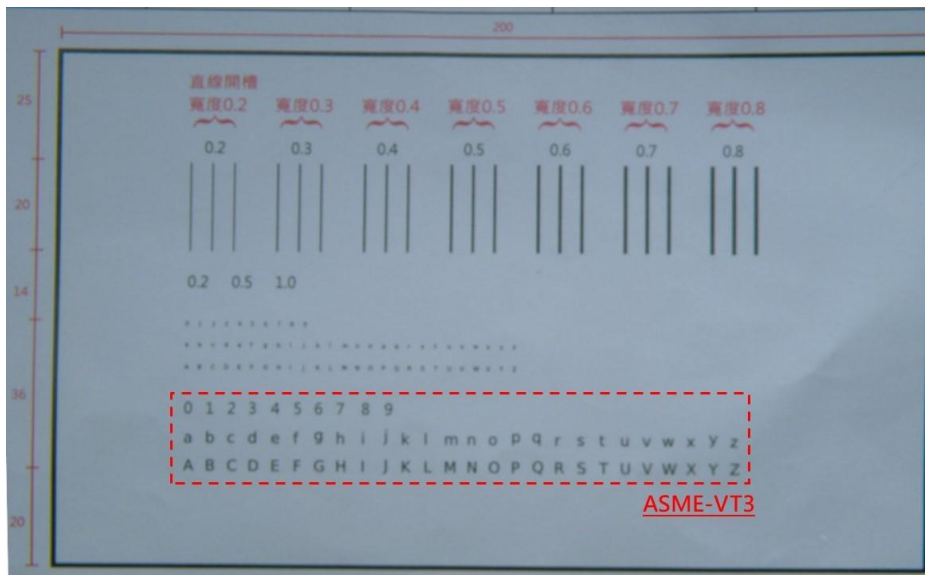 200
25
直線開槽
寬度0.2 寬度0.3 寬度0.4 寬度0.5 寬度0.6 寬度0.7 寬度0.8
0.2 0.3 0.4 0.5 0.6 0.7 0.8
20
0.2 0.5 1.0
14
36
0 1 2 3 4 5 6 7 8 9
a b c d e f g h i j k l m n o p q r s t u v w x y z
A B C D E F G H I J K L M N O P Q R S T U V W X Y Z
ASME-VT3
20